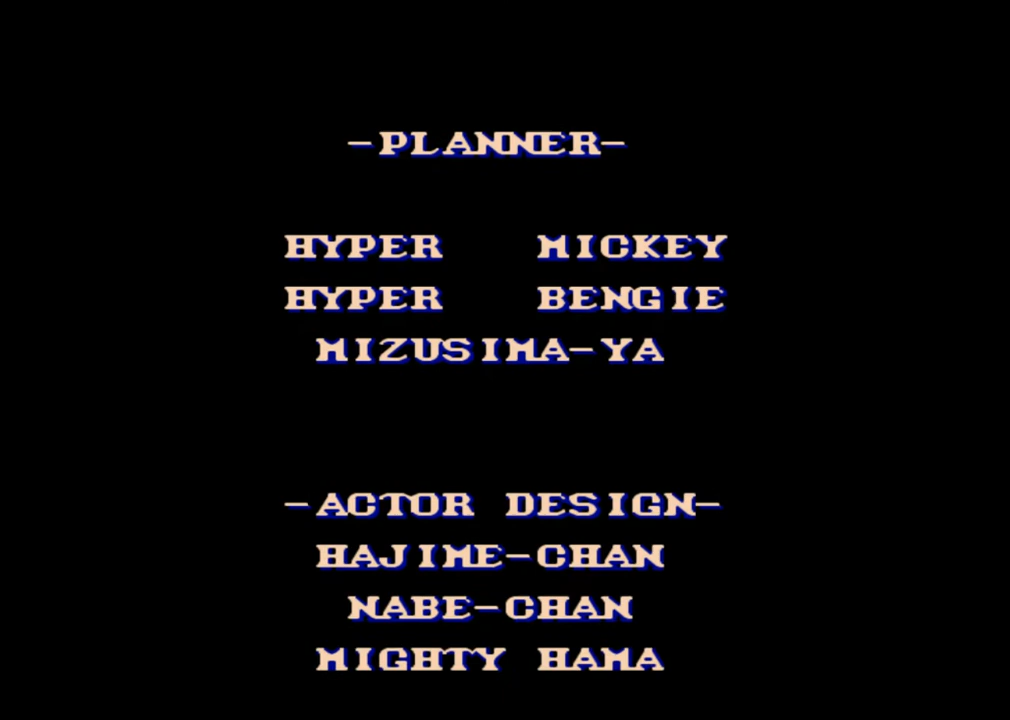 -PLANNER-
HYPER MICKEY
HYPER BENGIE
MIZUSIMA-YA
-ACTOR DESIGN-
HAJIME-CHAN
NABE-CHAN
MIGHTY HAMA